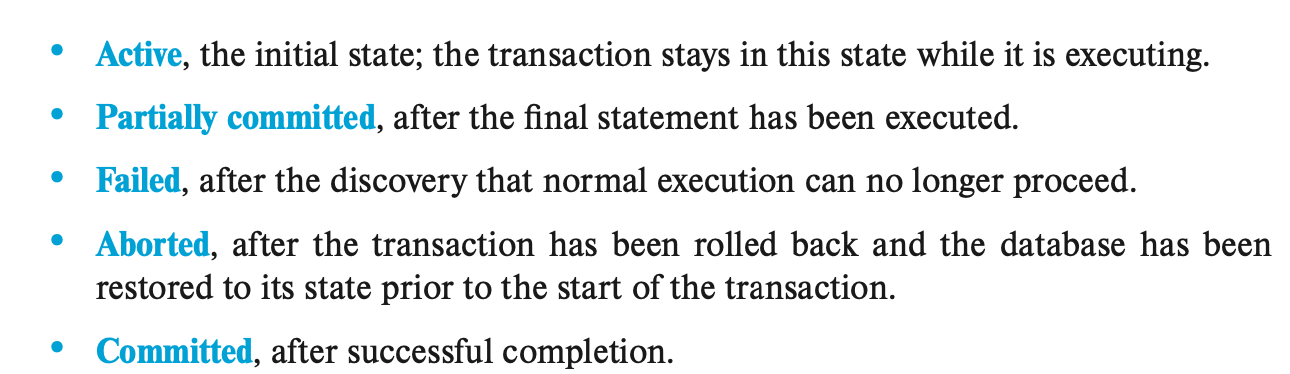 • Active, the initial state; the transaction stays in this state while it is executing.
• Partially committed, after the final statement has been executed.
• Failed, after the discovery that normal execution can no longer proceed.
• Aborted, after the transaction has been rolled back and the database has been
restored to its state prior to the start of the transaction.
• Committed, after successful completion.